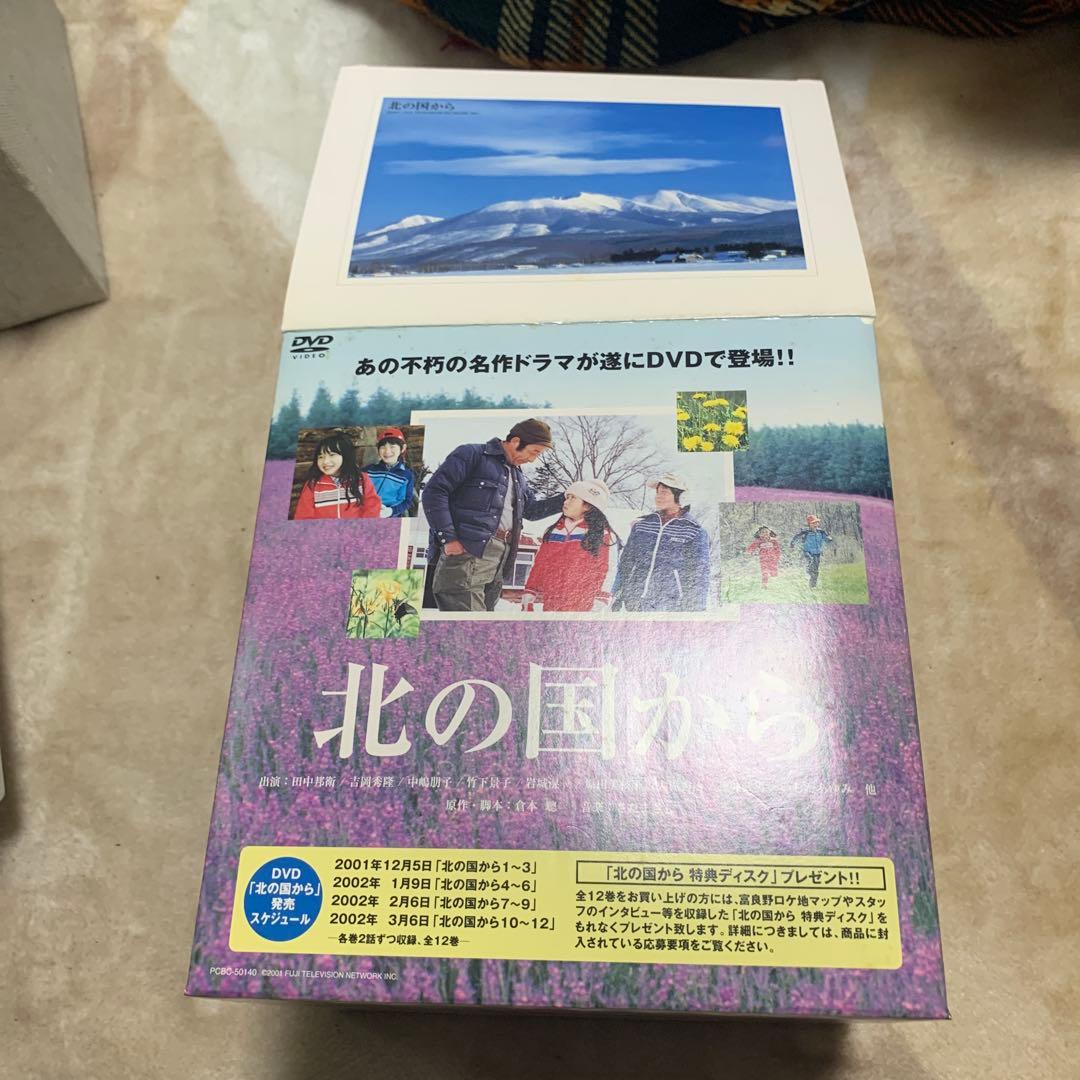 北の国から
DVD
VIDEO
あの不朽の名作ドラマが遂にDVDで登場!!
北の国から
出演:田中邦衛/吉岡秀隆/中嶋朋子/竹下景子/岩城滉一 他
原作・脚本:倉本 聰
DVD
「北の国から」
発売
スケジュール
2001年12月5日「北の国から1~3」
2002年 1月9日「北の国から4~6」
2002年 2月6日「北の国から7~9」
2002年 3月6日「北の国から10~12」
―各巻2話ずつ収録、全12巻―
「北の国から 特典ディスク」プレゼント!!
全12巻をお買い上げの方には、富良野ロケ地マップやスタッ
フのインタビュー等を収録した「北の国から 特典ディスク」を
もれなくプレゼント致します。詳細につきましては、商品に封
入されている応募要項をご覧ください。
PCBC-50140 ©2001 FUJI TELEVISION NETWORK INC.